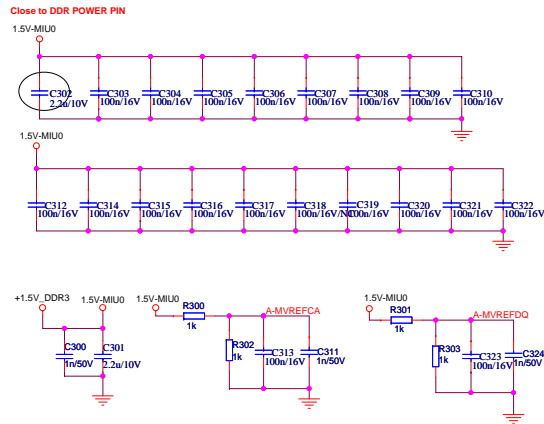 Close to DDR POWER PIN
1.5V-MIU0
C302
2.2u/10V
C303
100n/16V
C304
100n/16V
C305
100n/16V
C306
100n/16V
C307
100n/16V
C308
100n/16V
C309
100n/16V
C310
100n/16V
1.5V-MIU0
C312
100n/16V
C314
100n/16V
C315
100n/16V
C316
100n/16V
C317
100n/16V
C318
100n/16V/NC
C319
100n/16V
C320
100n/16V
C321
100n/16V
C322
100n/16V
+1.5V_DDR3
1.5V-MIU0
C300
1n/50V
C301
2.2u/10V
1.5V-MIU0
R300
1k
A-MVREFCA
R302
1k
C313
100n/16V
C311
1n/50V
1.5V-MIU0
R301
1k
A-MVREFDQ
R303
1k
C323
100n/16V
C324
1n/50V